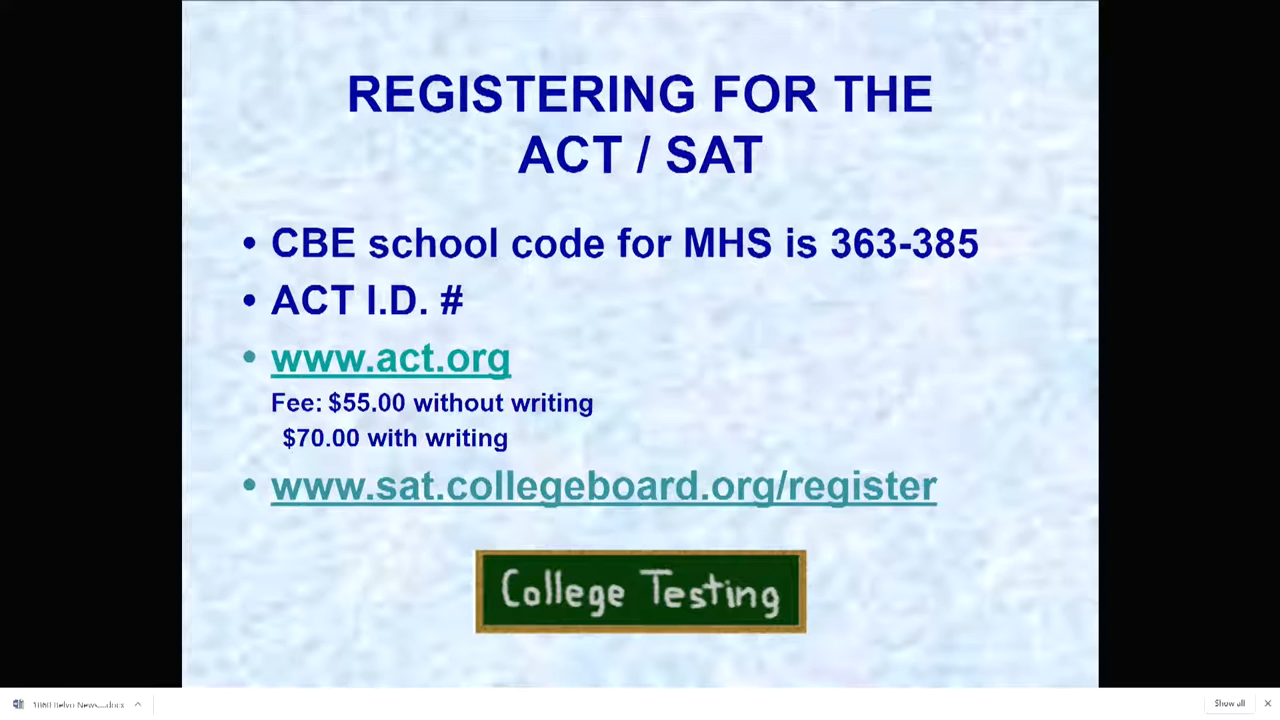 REGISTERING FOR THE
ACT / SAT
• CBE school code for MHS is 363-385
• ACT I.D. #
• www.act.org
Fee: $55.00 without writing
$70.00 with writing
• www.sat.collegeboard.org/register
College Testing
Show all